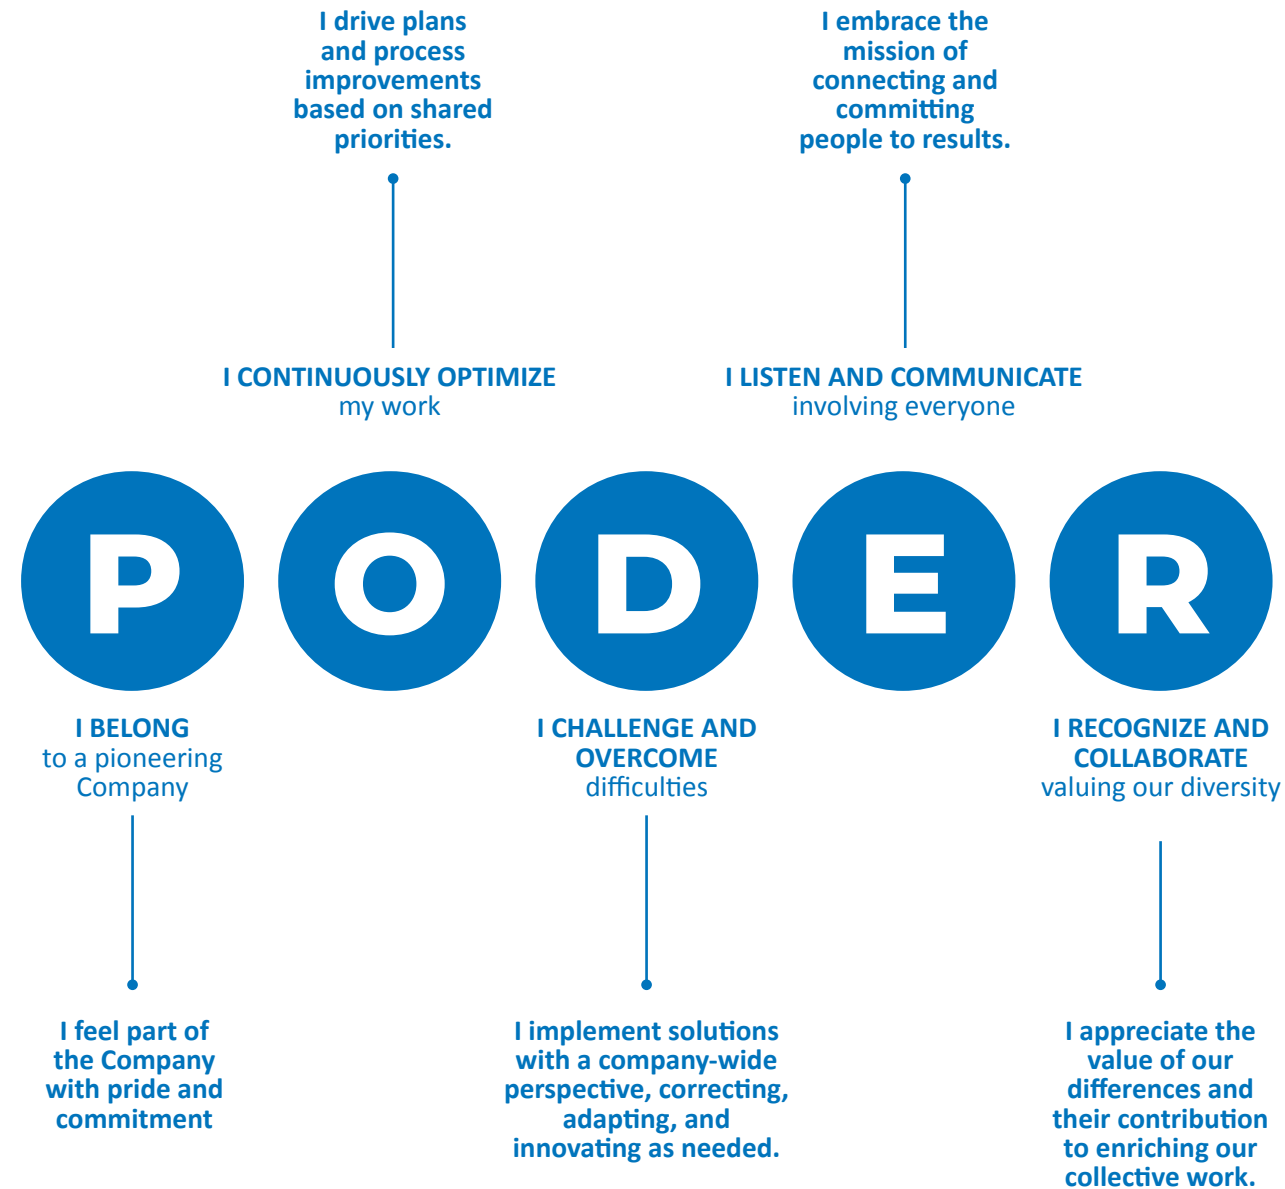 I drive plans
and process
improvements
based on shared
priorities.
I embrace the
mission of
connecting and
committing
people to results.
I CONTINUOUSLY OPTIMIZE
my work
I LISTEN AND COMMUNICATE
involving everyone
P O D E R
I BELONG
to a pioneering
Company
I CHALLENGE AND
OVERCOME
difficulties
I RECOGNIZE AND
COLLABORATE
valuing our diversity
I feel part of
the Company
with pride and
commitment
I implement solutions
with a company-wide
perspective, correcting,
adapting, and
innovating as needed.
I appreciate the
value of our
differences and
their contribution
to enriching our
collective work.